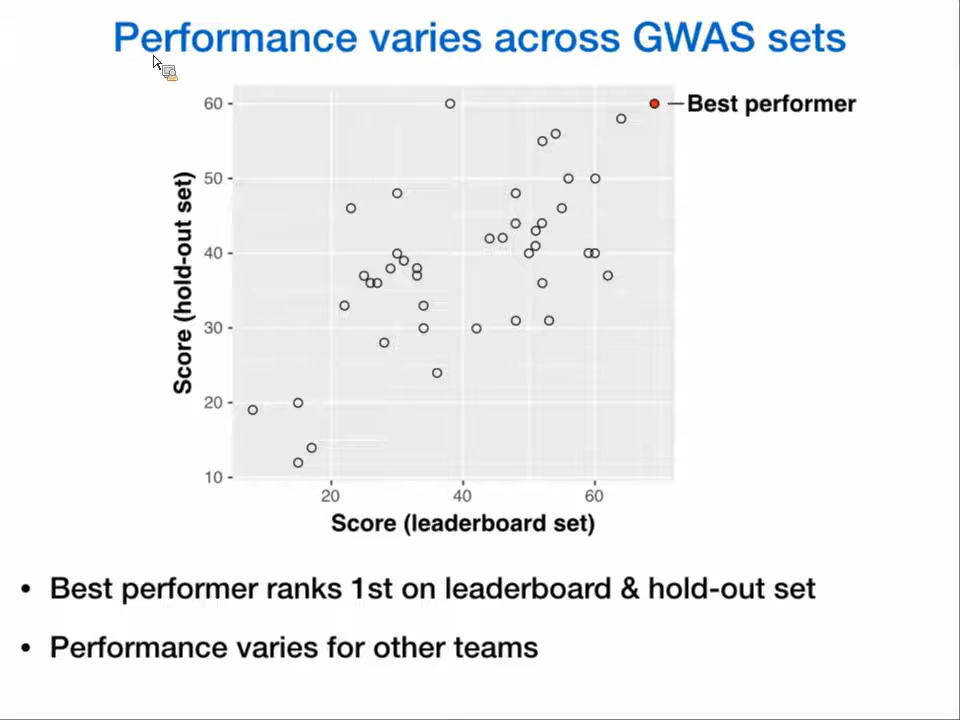 Performance varies across GWAS sets
60
50
40
30
20
10
20 40 60
Score (hold-out set)
Score (leaderboard set)
Best performer
• Best performer ranks 1st on leaderboard & hold-out set
• Performance varies for other teams